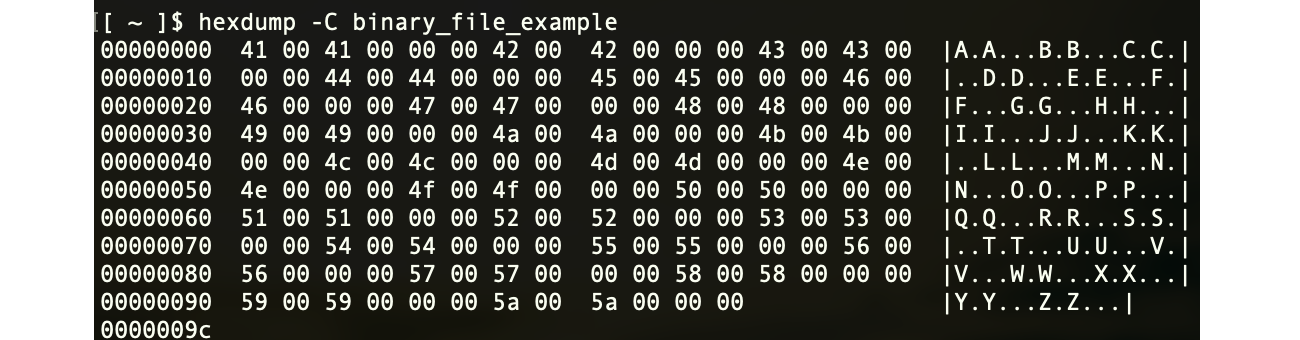 [[ ~ ]$ hexdump -C binary_file_example
00000000  41 00 41 00 00 00 42 00  42 00 00 00 43 00 43 00  |A.A...B.B...C.C.|
00000010  00 00 44 00 44 00 00 00  45 00 45 00 00 00 46 00  |..D.D...E.E...F.|
00000020  46 00 00 00 47 00 47 00  00 00 48 00 48 00 00 00  |F...G.G...H.H...|
00000030  49 00 49 00 00 00 4a 00  4a 00 00 00 4b 00 4b 00  |I.I...J.J...K.K.|
00000040  00 00 4c 00 4c 00 00 00  4d 00 4d 00 00 00 4e 00  |..L.L...M.M...N.|
00000050  4e 00 00 00 4f 00 4f 00  00 00 50 00 50 00 00 00  |N...O.O...P.P...|
00000060  51 00 51 00 00 00 52 00  52 00 00 00 53 00 53 00  |Q.Q...R.R...S.S.|
00000070  00 00 54 00 54 00 00 00  55 00 55 00 00 00 56 00  |..T.T...U.U...V.|
00000080  56 00 00 00 57 00 57 00  00 00 58 00 58 00 00 00  |V...W.W...X.X...|
00000090  59 00 59 00 00 00 5a 00  5a 00 00 00              |Y.Y...Z.Z...|
0000009c